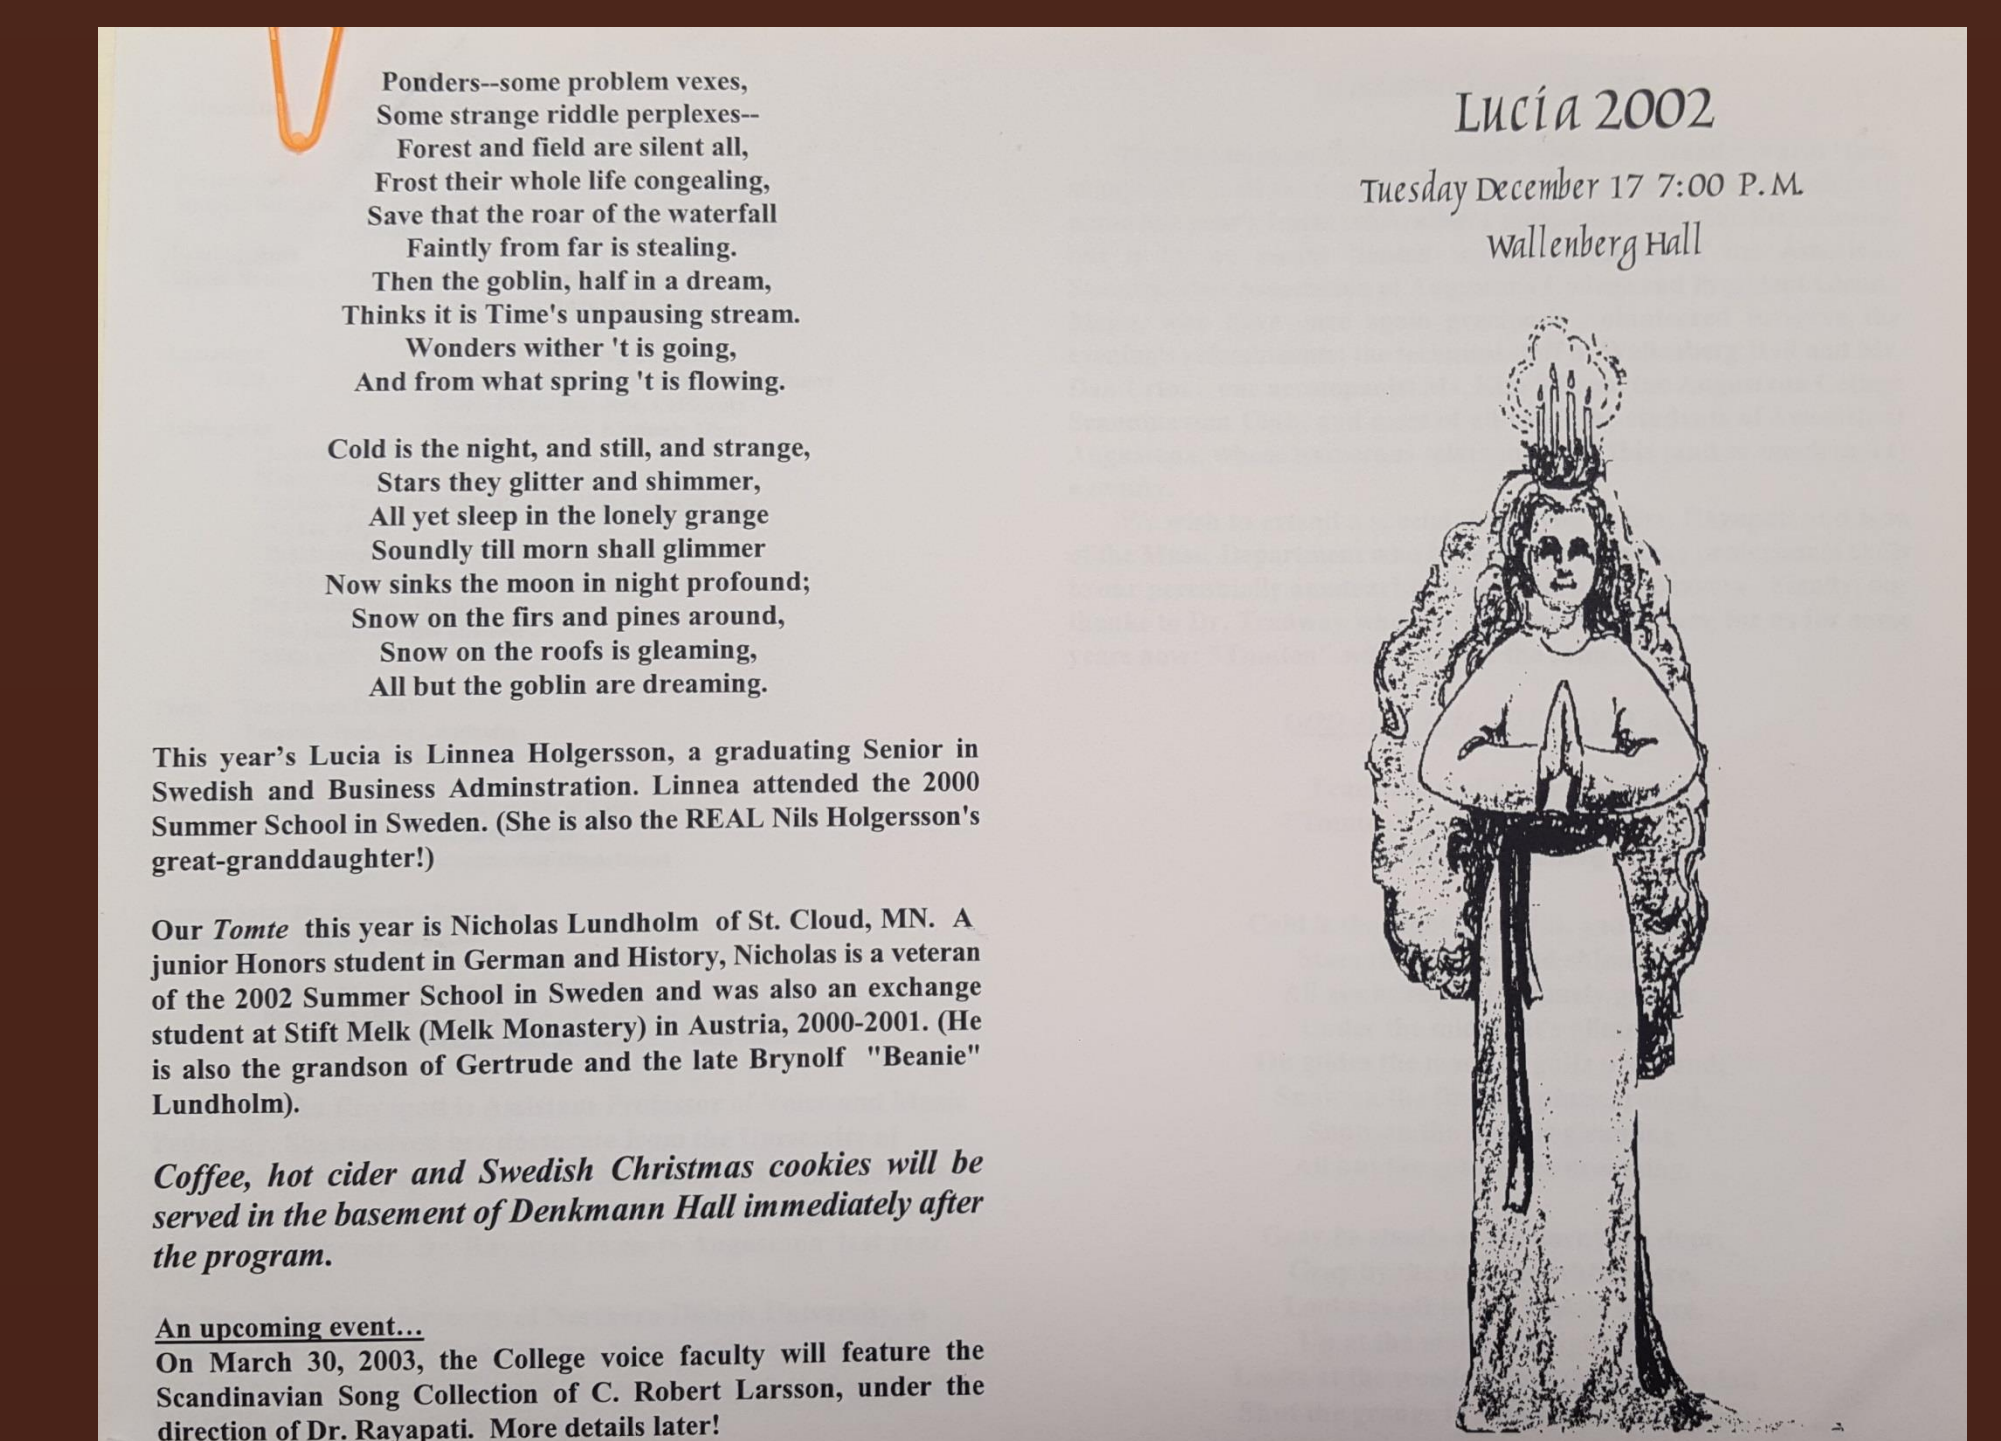 Ponders--some problem vexes,
Some strange riddle perplexes--
Forest and field are silent all,
Frost their whole life congealing,
Save that the roar of the waterfall
Faintly from far is stealing.
Then the goblin, half in a dream,
Thinks it is Time's unpausing stream.
Wonders wither 't is going,
And from what spring 't is flowing.
Cold is the night, and still, and strange,
Stars they glitter and shimmer,
All yet sleep in the lonely grange
Soundly till morn shall glimmer
Now sinks the moon in night profound;
Snow on the firs and pines around,
Snow on the roofs is gleaming,
All but the goblin are dreaming.
This year's Lucia is Linnea Holgersson, a graduating Senior in
Swedish and Business Adminstration. Linnea attended the 2000
Summer School in Sweden. (She is also the REAL Nils Holgersson's
great-granddaughter!)
Our Tomte this year is Nicholas Lundholm of St. Cloud, MN. A
junior Honors student in German and History, Nicholas is a veteran
of the 2002 Summer School in Sweden and was also an exchange
student at Stift Melk (Melk Monastery) in Austria, 2000-2001. (He
is also the grandson of Gertrude and the late Brynolf "Beanie"
Lundholm).
Coffee, hot cider and Swedish Christmas cookies will be
served in the basement of Denkmann Hall immediately after
the program.
An upcoming event...
On March 30, 2003, the College voice faculty will feature the
Scandinavian Song Collection of C. Robert Larsson, under the
direction of Dr. Rayapati. More details later!
Lucía 2002
Tuesday December 17 7:00 P.M.
Wallenberg Hall